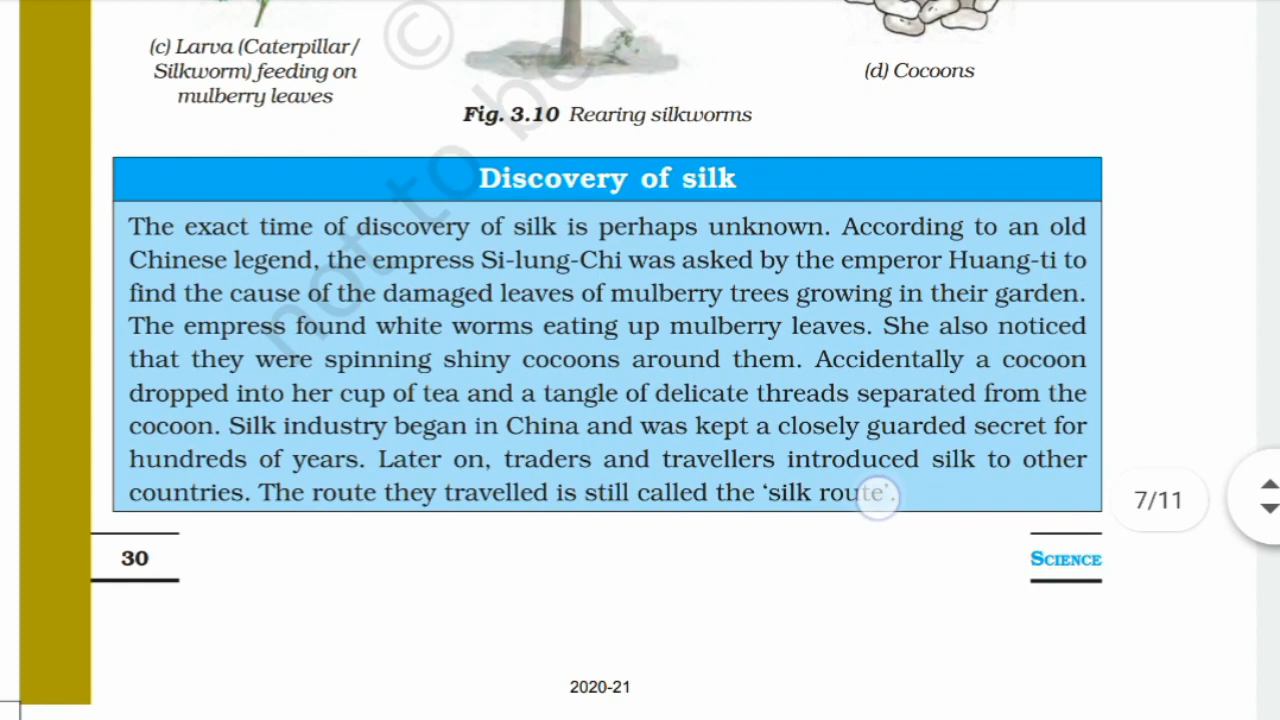 (c) Larva (Caterpillar/
Silkworm) feeding on
mulberry leaves
(d) Cocoons
Fig. 3.10 Rearing silkworms
not to be
©
Discovery of silk
The exact time of discovery of silk is perhaps unknown. According to an old
Chinese legend, the empress Si-lung-Chi was asked by the emperor Huang-ti to
find the cause of the damaged leaves of mulberry trees growing in their garden.
The empress found white worms eating up mulberry leaves. She also noticed
that they were spinning shiny cocoons around them. Accidentally a cocoon
dropped into her cup of tea and a tangle of delicate threads separated from the
cocoon. Silk industry began in China and was kept a closely guarded secret for
hundreds of years. Later on, traders and travellers introduced silk to other
countries. The route they travelled is still called the ‘silk route’.
7/11
30
SCIENCE
2020-21